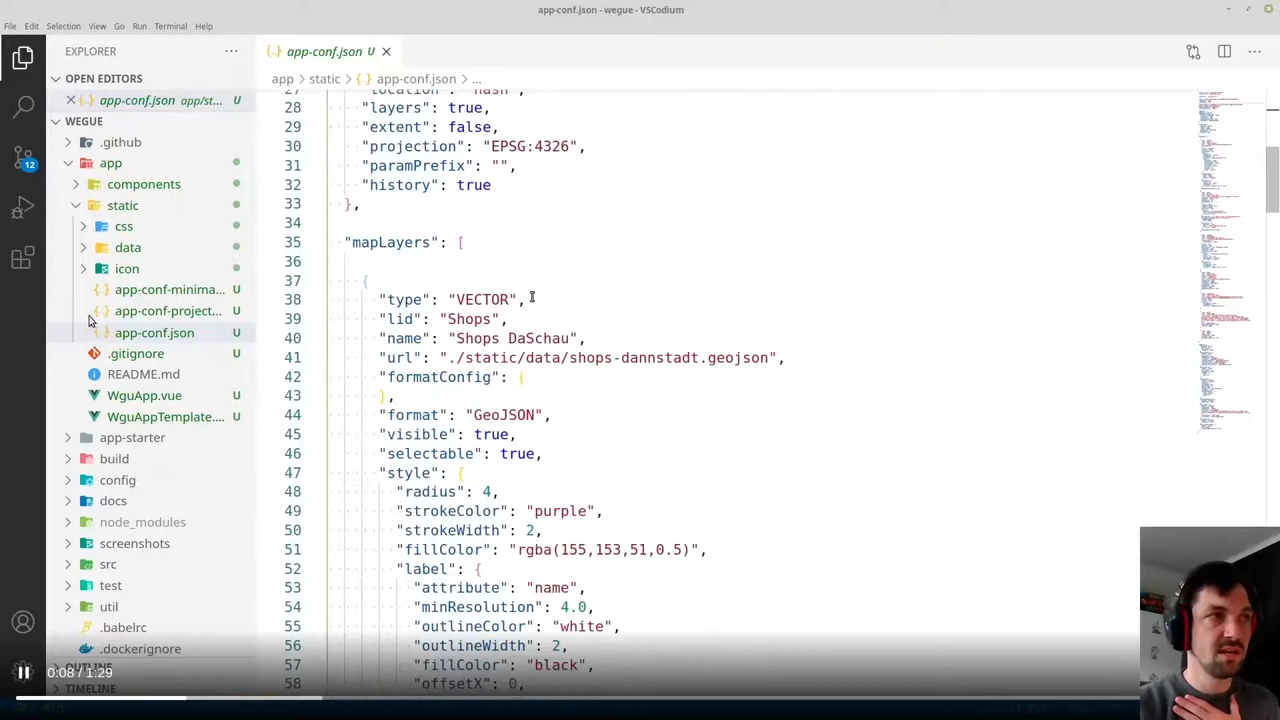 app-conf.json - wegue - VSCodium
File Edit Selection View Go Run Terminal Help
EXPLORER
OPEN EDITORS
app-conf.json app/st... U
WEGUE
.github
app
components
static
css
data
icon
app-conf-minima... U
app-conf-project... U
app-conf.json U
.gitignore U
README.md U
WguApp.vue U
WguAppTemplate.... U
app-starter
build
config
docs
node_modules
screenshots
src
test
util
.babelrc
.dockerignore
OUTLINE
TIMELINE
12
0:08 / 1:29
app-conf.json U
app > static > {..} app-conf.json > ...
27 "location": "hash",
28 "layers": true,
29 "extent": false,
30 "projection": "EPSG:4326",
31 "paramPrefix": "",
32 "history": true
33 },
34
35 "mapLayers": [
36
37 {
38 "type": "VECTOR",
39 "lid": "Shops",
40 "name": "Shops DaSchau",
41 "url": "./static/data/shops-dannstadt.geojson",
42 "formatConfig": {
43 },
44 "format": "GeoJSON",
45 "visible": true,
46 "selectable": true,
47 "style": {
48 "radius": 4,
49 "strokeColor": "purple",
50 "strokeWidth": 2,
51 "fillColor": "rgba(155,153,51,0.5)",
52 "label": {
53 "attribute": "name",
54 "minResolution": 4.0,
55 "outlineColor": "white",
56 "outlineWidth": 2,
57 "fillColor": "black",
58 "offsetX": 0,